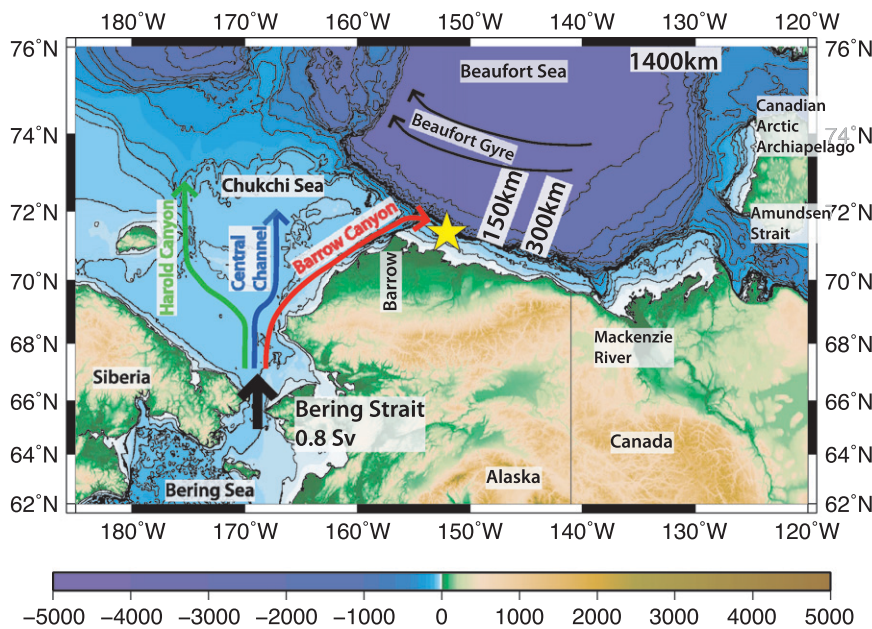 180˚W 170˚W 160˚W 150˚W 140˚W 130˚W 120˚W
76˚N 76˚N
Beaufort Sea
1400km
Canadian
Arctic
Archiapelago
74˚N 74˚N
Beaufort Gyre
Chukchi Sea
150km
300km
72˚N 72˚N
Amundsen
Strait
Harold Canyon
Central
Channel
Barrow Canyon
Barrow
70˚N 70˚N
68˚N 68˚N
Mackenzie
River
Siberia
66˚N 66˚N
Bering Strait
0.8 Sv
Canada
64˚N 64˚N
Alaska
Bering Sea
62˚N 62˚N
180˚W 170˚W 160˚W 150˚W 140˚W 130˚W 120˚W
−5000 −4000 −3000 −2000 −1000 0 1000 2000 3000 4000 5000